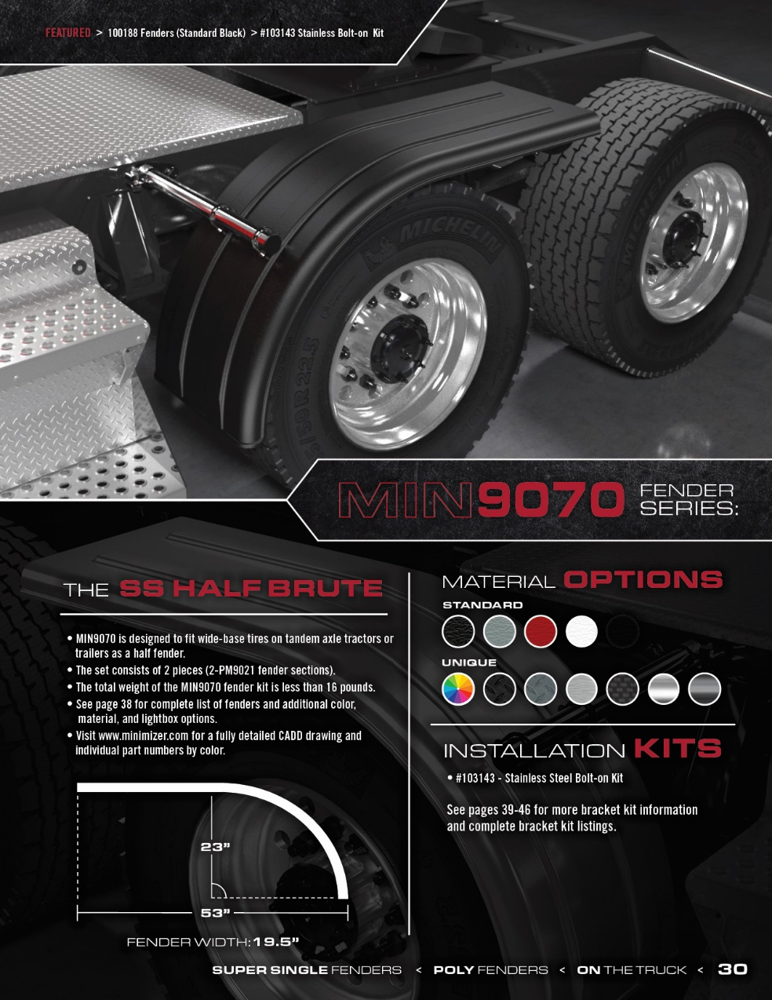 FEATURED > 100188 Fenders (Standard Black) > #103143 Stainless Bolt-on Kit
MICHELIN
MICHELIN
50R22.5
MIN9070 FENDER
SERIES:
THE SS HALF BRUTE
• MIN9070 is designed to fit wide-base tires on tandem axle tractors or
trailers as a half fender.
• The set consists of 2 pieces (2-PM9021 fender sections).
• The total weight of the MIN9070 fender kit is less than 16 pounds.
• See page 38 for complete list of fenders and additional color,
material, and lightbox options.
• Visit www.minimizer.com for a fully detailed CADD drawing and
individual part numbers by color.
23”
53”
FENDER WIDTH: 19.5”
MATERIAL OPTIONS
STANDARD
UNIQUE
INSTALLATION KITS
• #103143 - Stainless Steel Bolt-on Kit
See pages 39-46 for more bracket kit information
and complete bracket kit listings.
SUPER SINGLE FENDERS < POLY FENDERS < ON THE TRUCK < 30